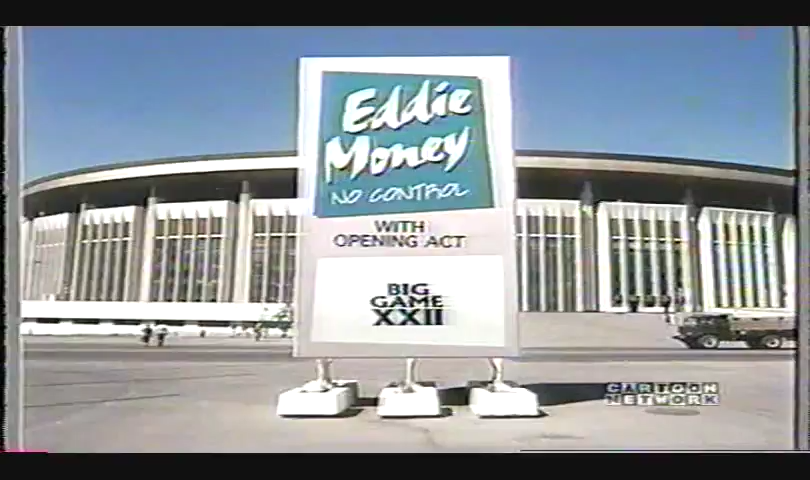 Eddie
Money
NO CONTROL
WITH
OPENING ACT
BIG
GAME
XXII
CARTOON
NETWORK